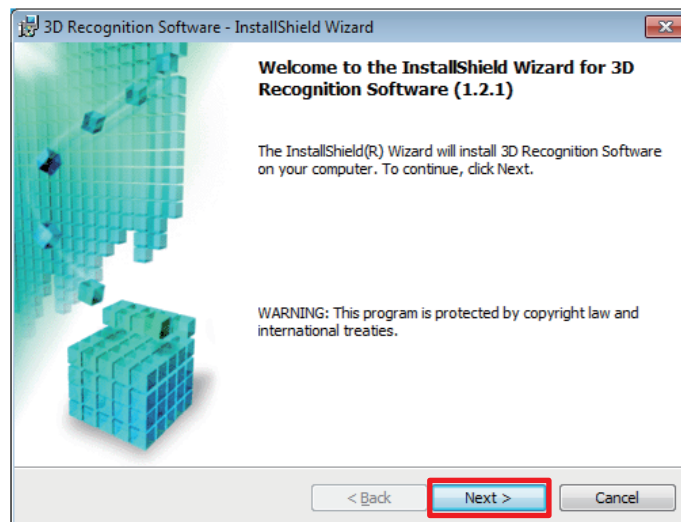 3D Recognition Software - InstallShield Wizard
Welcome to the InstallShield Wizard for 3D
Recognition Software (1.2.1)
The InstallShield(R) Wizard will install 3D Recognition Software
on your computer. To continue, click Next.
WARNING: This program is protected by copyright law and
international treaties.
< Back
Next >
Cancel